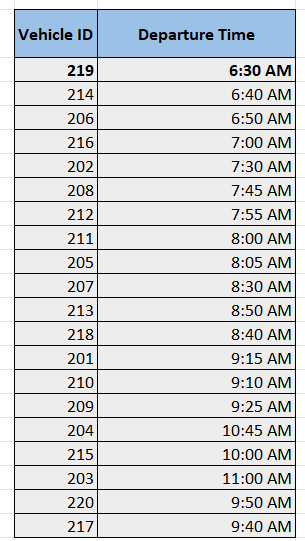 Vehicle ID Departure Time
219 6:30 AM
214 6:40 AM
206 6:50 AM
216 7:00 AM
202 7:30 AM
208 7:45 AM
212 7:55 AM
211 8:00 AM
205 8:05 AM
207 8:30 AM
213 8:50 AM
218 8:40 AM
201 9:15 AM
210 9:10 AM
209 9:25 AM
204 10:45 AM
215 10:00 AM
203 11:00 AM
220 9:50 AM
217 9:40 AM